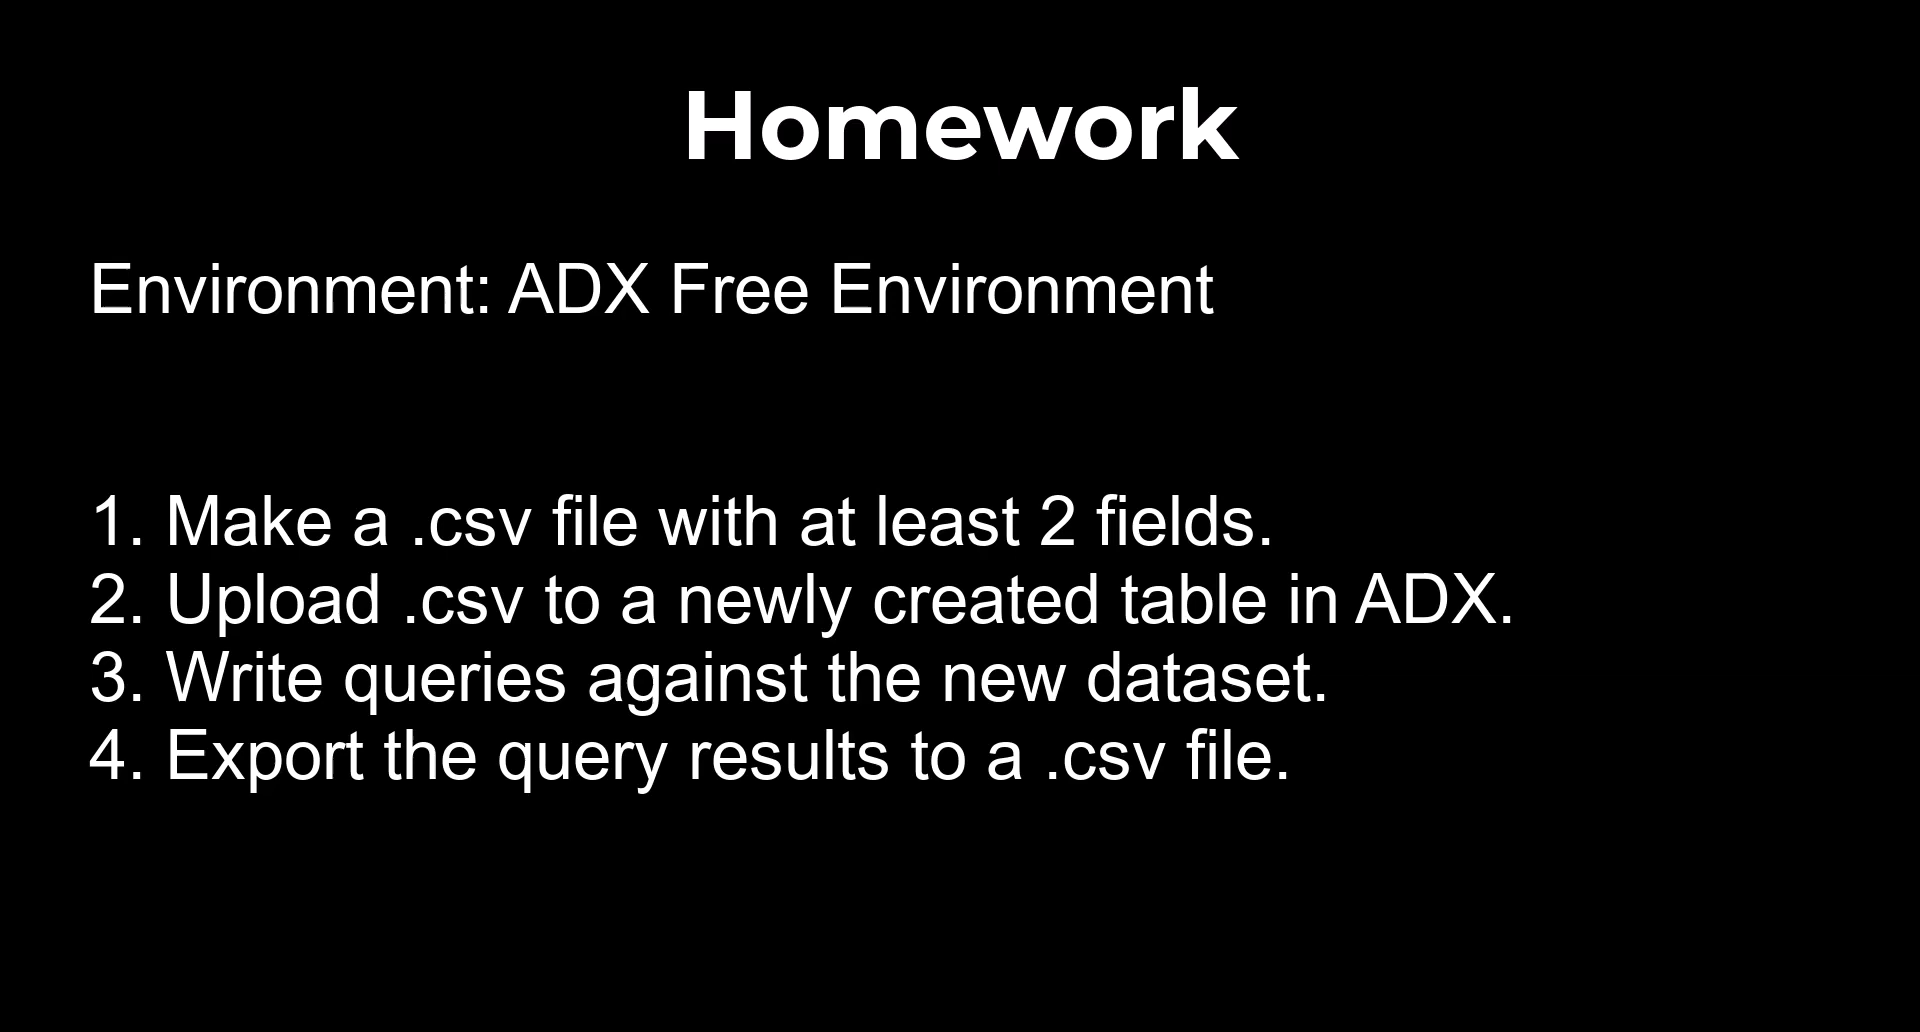 Homework
Environment: ADX Free Environment
1. Make a .csv file with at least 2 fields.
2. Upload .csv to a newly created table in ADX.
3. Write queries against the new dataset.
4. Export the query results to a .csv file.